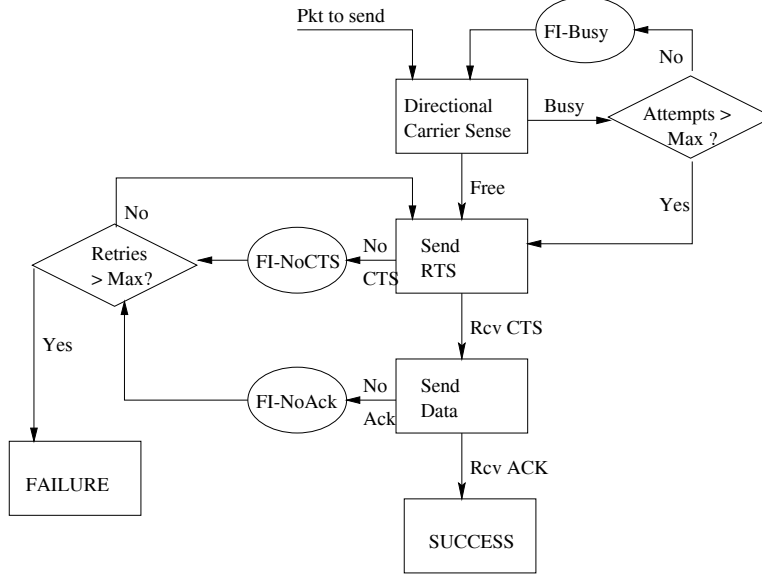 Pkt to send
FI-Busy
No
Directional
Carrier Sense
Busy
Attempts >
Max ?
Free
Yes
No
Retries
> Max?
FI-NoCTS
No
CTS
Send
RTS
Rcv CTS
Yes
FI-NoAck
No
Ack
Send
Data
Rcv ACK
FAILURE
SUCCESS